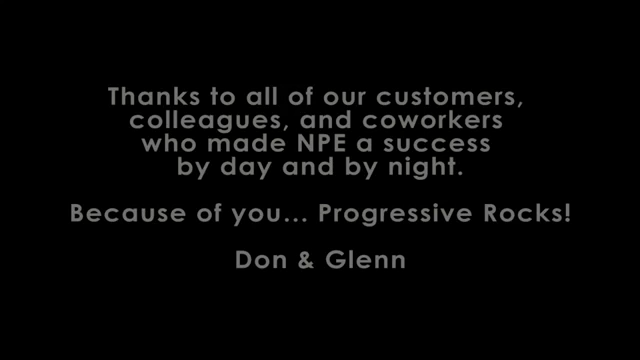 Thanks to all of our customers,
colleagues, and coworkers
who made NPE a success
by day and by night.
Because of you... Progressive Rocks!
Don & Glenn